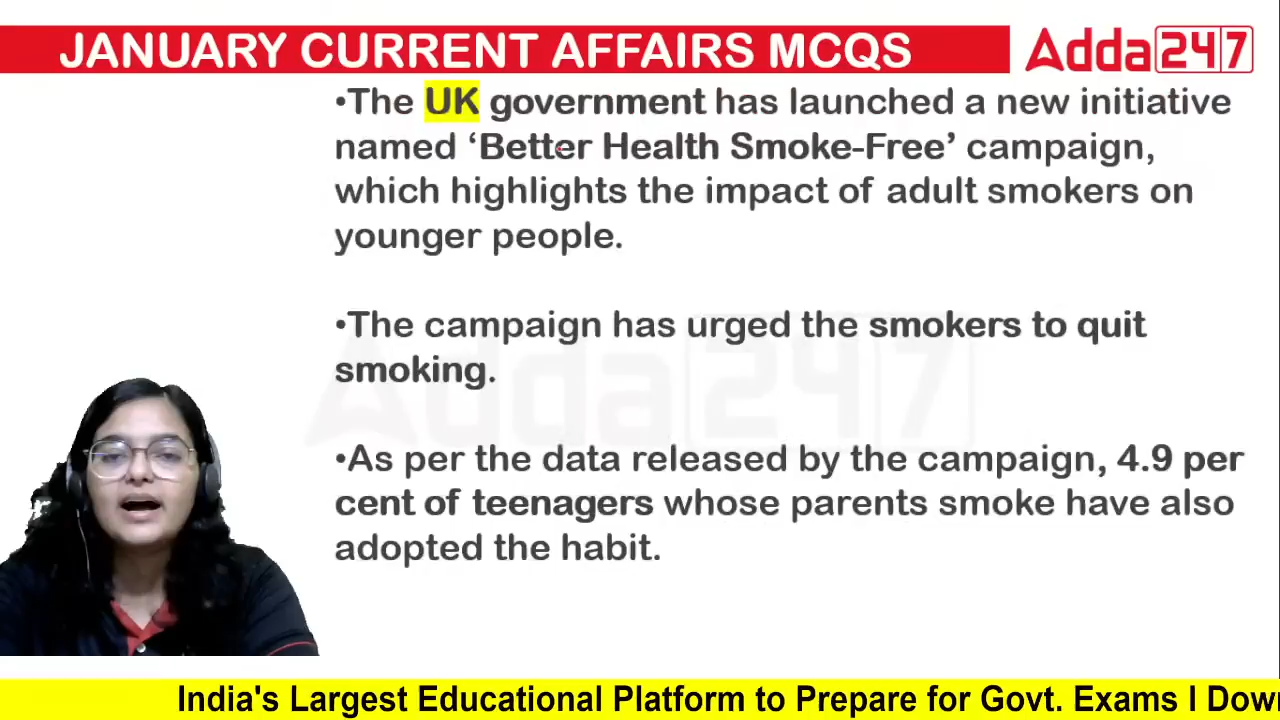 JANUARY CURRENT AFFAIRS MCQS
Adda247
•The UK government has launched a new initiative
named ‘Better Health Smoke-Free’ campaign,
which highlights the impact of adult smokers on
younger people.
•The campaign has urged the smokers to quit
smoking.
•As per the data released by the campaign, 4.9 per
cent of teenagers whose parents smoke have also
adopted the habit.
Adda247
India's Largest Educational Platform to Prepare for Govt. Exams I Dow